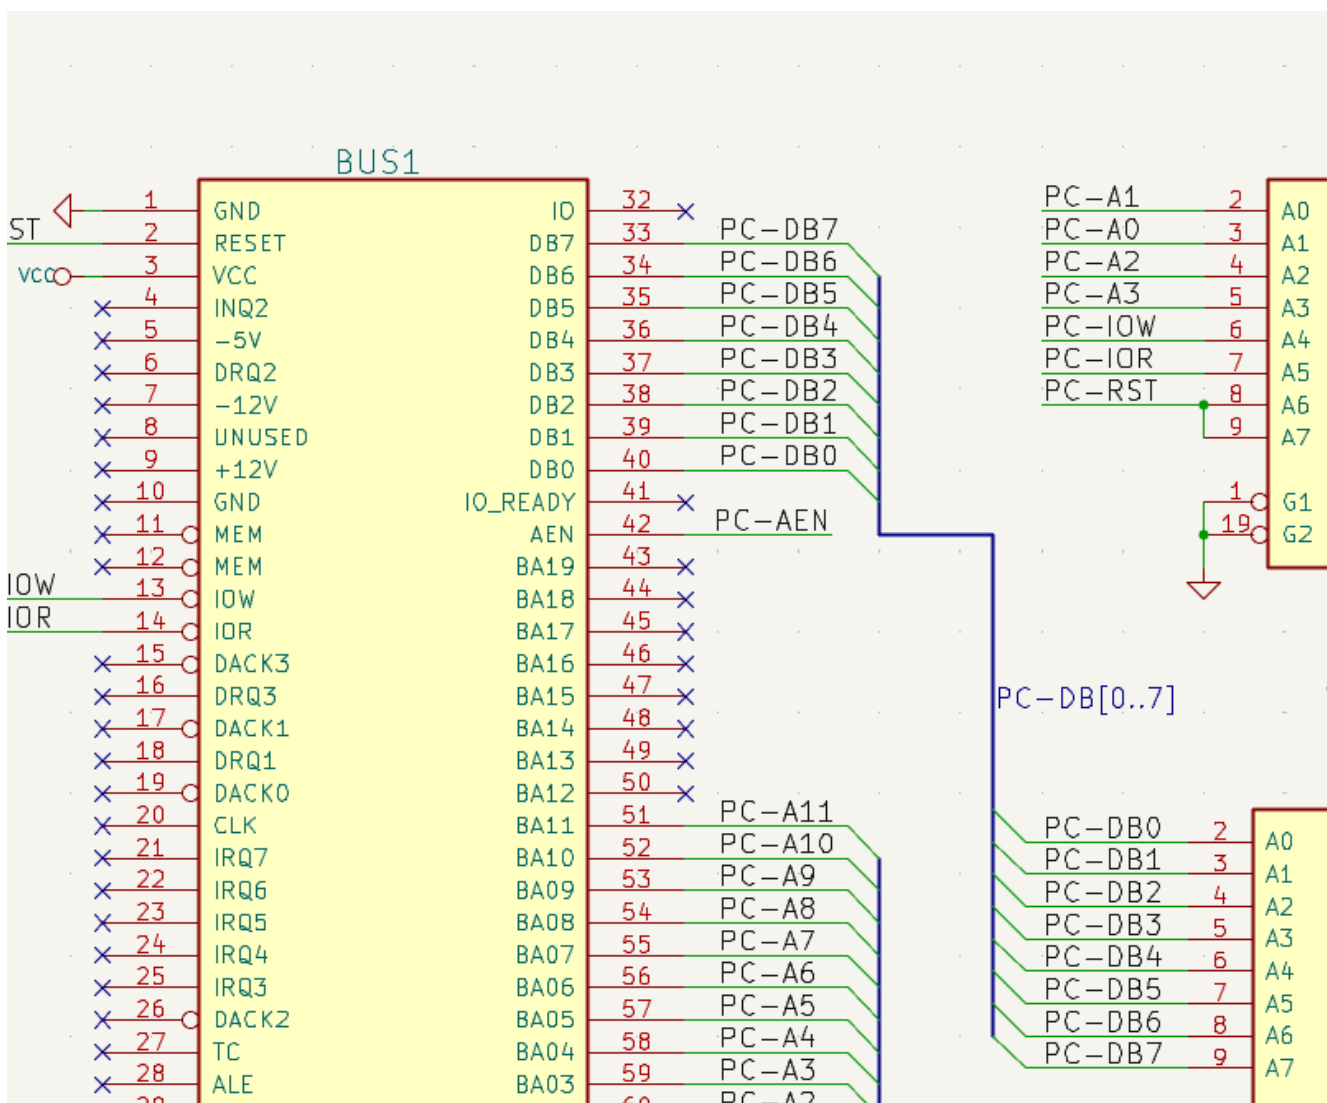 BUS1
1 GND IO 32
ST 2 RESET DB7 33 PC-DB7
VCC 3 VCC DB6 34 PC-DB6
4 INQ2 DB5 35 PC-DB5
5 -5V DB4 36 PC-DB4
6 DRQ2 DB3 37 PC-DB3
7 -12V DB2 38 PC-DB2
8 UNUSED DB1 39 PC-DB1
9 +12V DB0 40 PC-DB0
10 GND IO_READY 41
11 MEM AEN 42 PC-AEN
12 MEM BA19 43
IOW 13 IOW BA18 44
IOR 14 IOR BA17 45
15 DACK3 BA16 46
16 DRQ3 BA15 47
17 DACK1 BA14 48
18 DRQ1 BA13 49
19 DACK0 BA12 50
20 CLK BA11 51 PC-A11
21 IRQ7 BA10 52 PC-A10
22 IRQ6 BA09 53 PC-A9
23 IRQ5 BA08 54 PC-A8
24 IRQ4 BA07 55 PC-A7
25 IRQ3 BA06 56 PC-A6
26 DACK2 BA05 57 PC-A5
27 TC BA04 58 PC-A4
28 ALE BA03 59 PC-A3
PC-A1 2 A0
PC-A0 3 A1
PC-A2 4 A2
PC-A3 5 A3
PC-IOW 6 A4
PC-IOR 7 A5
PC-RST 8 A6
9 A7
1 G1
19 G2
PC-DB[0..7]
PC-DB0 2 A0
PC-DB1 3 A1
PC-DB2 4 A2
PC-DB3 5 A3
PC-DB4 6 A4
PC-DB5 7 A5
PC-DB6 8 A6
PC-DB7 9 A7